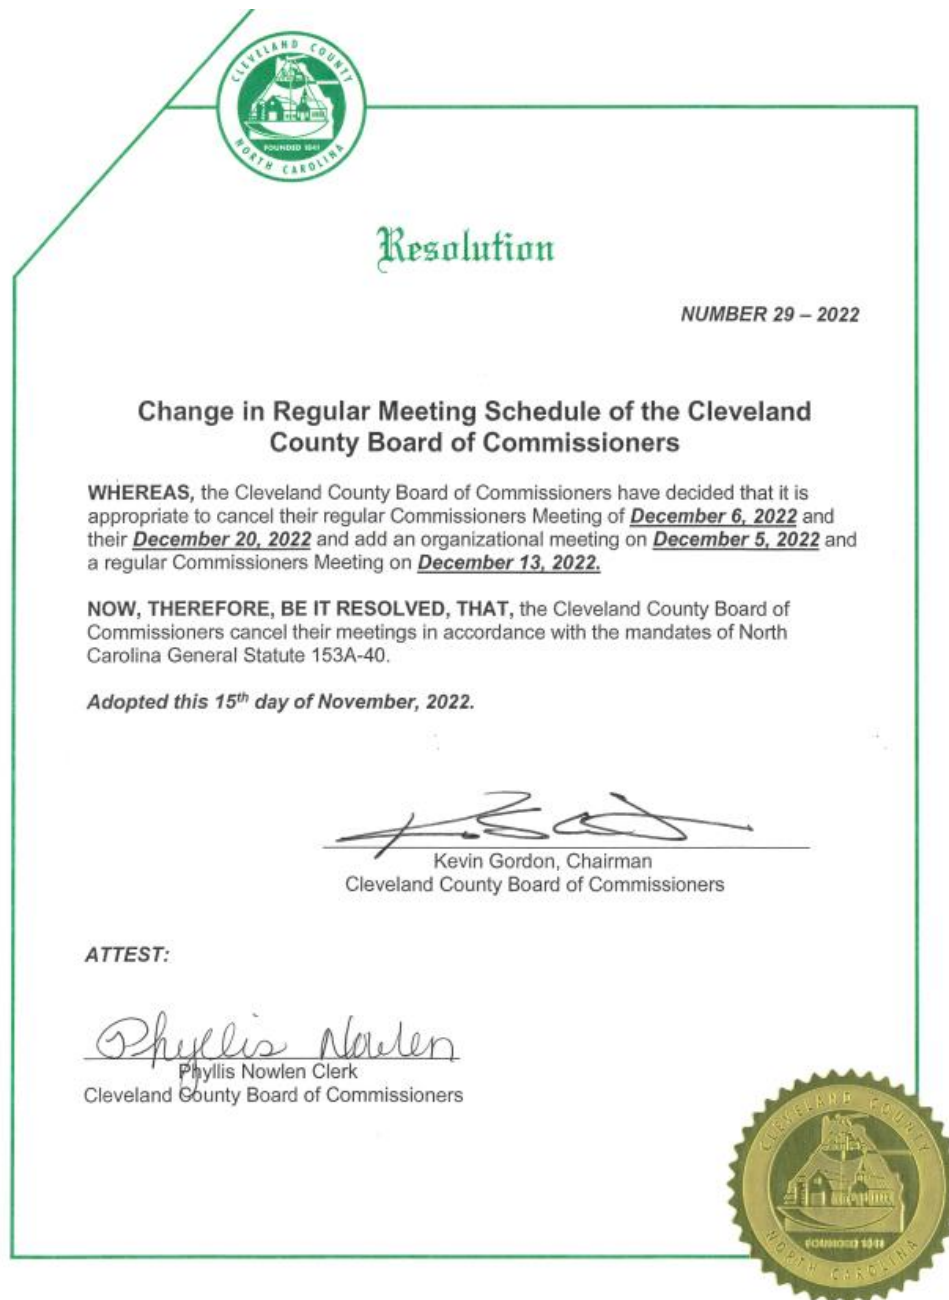 CLEVELAND COUNTY
FOUNDED 1841
NORTH CAROLINA
Resolution
NUMBER 29 – 2022
Change in Regular Meeting Schedule of the Cleveland
County Board of Commissioners
WHEREAS, the Cleveland County Board of Commissioners have decided that it is
appropriate to cancel their regular Commissioners Meeting of December 6, 2022 and
their December 20, 2022 and add an organizational meeting on December 5, 2022 and
a regular Commissioners Meeting on December 13, 2022.
NOW, THEREFORE, BE IT RESOLVED, THAT, the Cleveland County Board of
Commissioners cancel their meetings in accordance with the mandates of North
Carolina General Statute 153A-40.
Adopted this 15th day of November, 2022.
Kevin Gordon, Chairman
Cleveland County Board of Commissioners
ATTEST:
Phyllis Nowlen
Phyllis Nowlen Clerk
Cleveland County Board of Commissioners
CLEVELAND COUNTY
FOUNDED 1841
NORTH CAROLINA